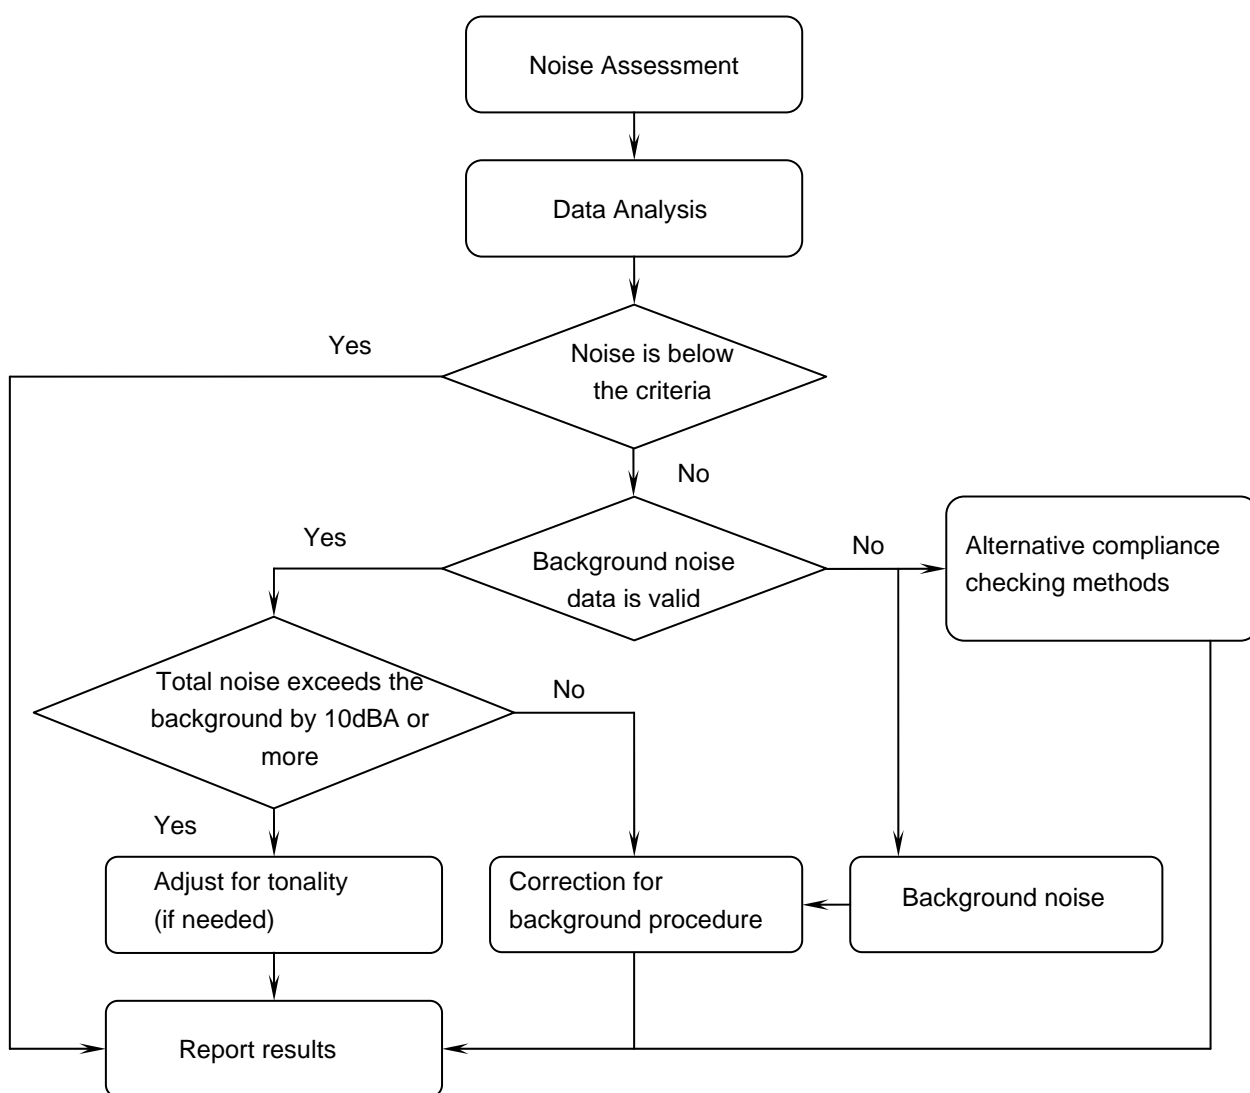 Noise Assessment
Data Analysis
Yes
Noise is below
the criteria
No
Yes
Background noise
data is valid
No
Alternative compliance
checking methods
Total noise exceeds the
background by 10dBA or
more
No
Yes
Adjust for tonality
(if needed)
Correction for
background procedure
Background noise
Report results